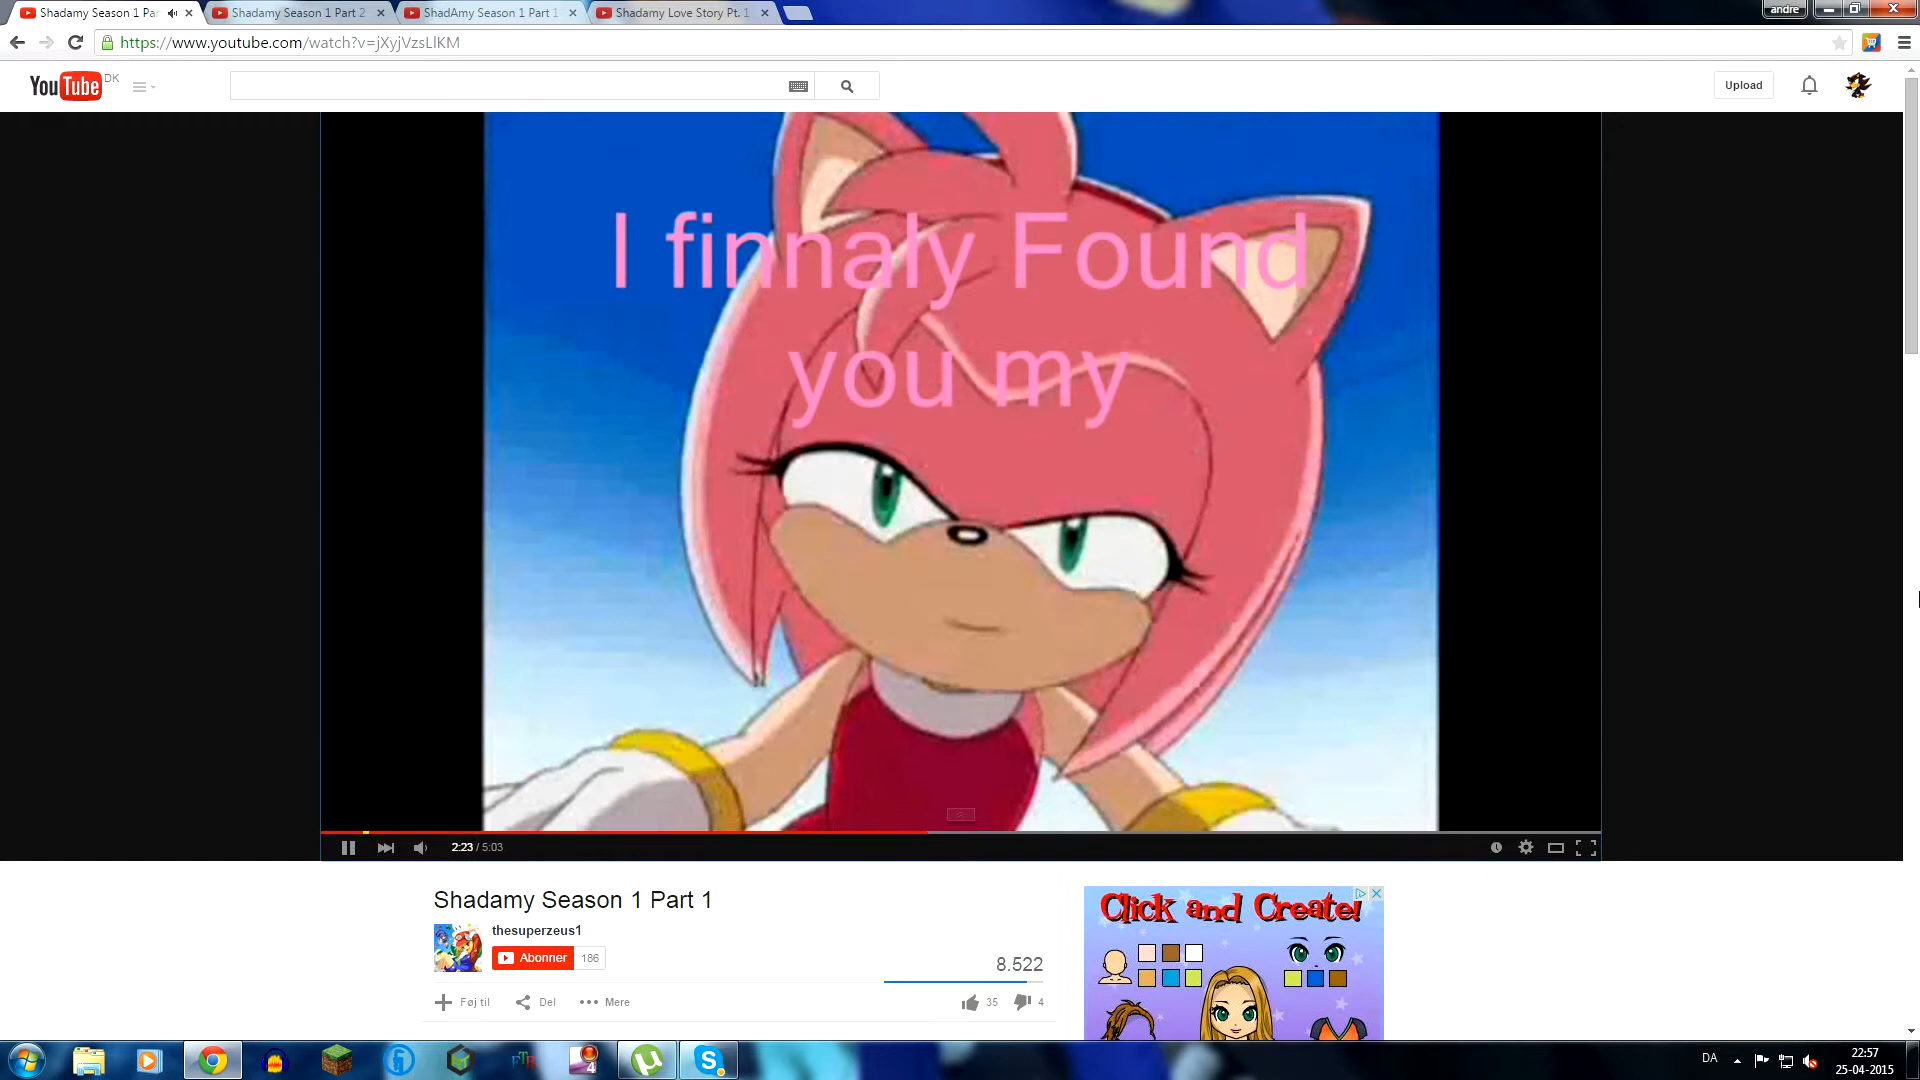 Shadamy Season 1 Par
Shadamy Season 1 Part 2
ShadAmy Season 1 Part 1
Shadamy Love Story Pt. 1
andre
https://www.youtube.com/watch?v=jXyjVzsLlKM
YouTube DK
Upload
I finnaly Found
you my
2:23 / 5:03
Shadamy Season 1 Part 1
thesuperzeus1
Abonner 186
8.522
Føj til Del Mere 35 4
Click and Create!
4
DA
22:57
25-04-2015